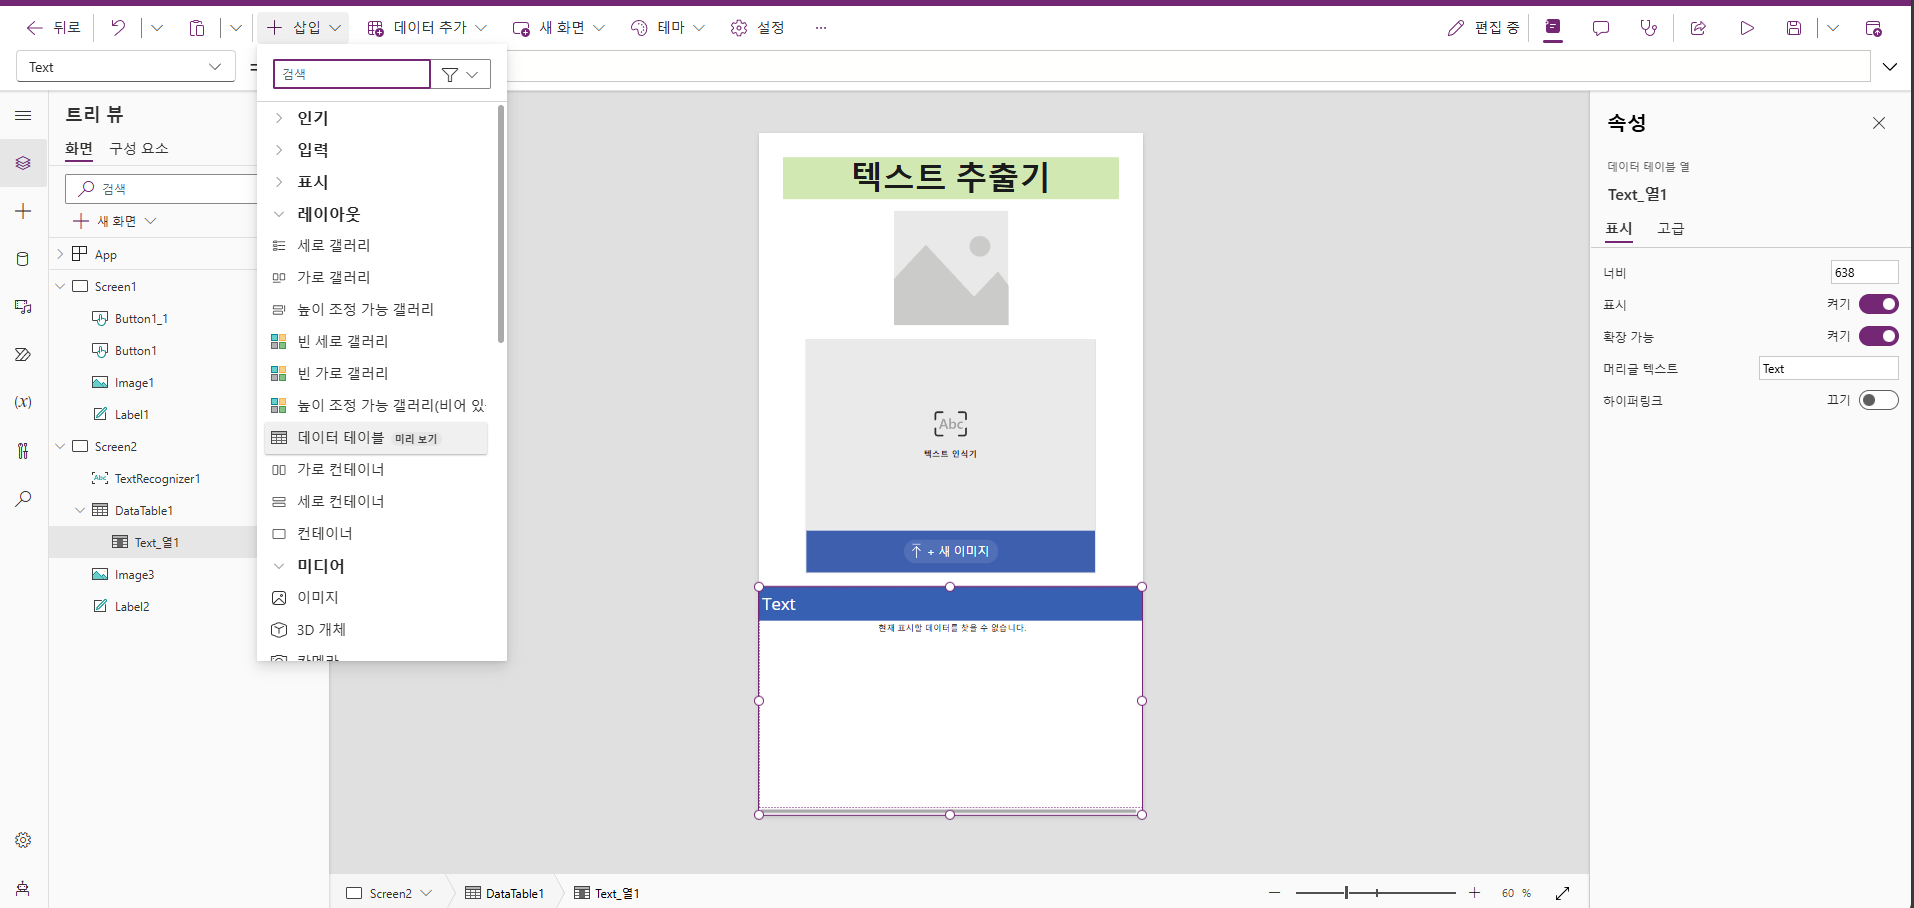 뒤로
삽입
데이터 추가
새 화면
테마
설정
...
편집 중
Text
=
검색
트리 뷰
화면
구성 요소
검색
새 화면
App
Screen1
Button1_1
Button1
Image1
Label1
Screen2
TextRecognizer1
DataTable1
Text_열1
Image3
Label2
인기
입력
표시
레이아웃
세로 갤러리
가로 갤러리
높이 조정 가능 갤러리
빈 세로 갤러리
빈 가로 갤러리
높이 조정 가능 갤러리(비어 있
데이터 테이블 미리 보기
가로 컨테이너
세로 컨테이너
컨테이너
미디어
이미지
3D 개체
카메라
텍스트 추출기
Abc
텍스트 인식기
+ 새 이미지
Text
현재 표시할 데이터를 찾을 수 없습니다.
속성
데이터 테이블 열
Text_열1
표시
고급
너비
638
표시
켜기
확장 가능
켜기
머리글 텍스트
Text
하이퍼링크
끄기
Screen2
DataTable1
Text_열1
60 %